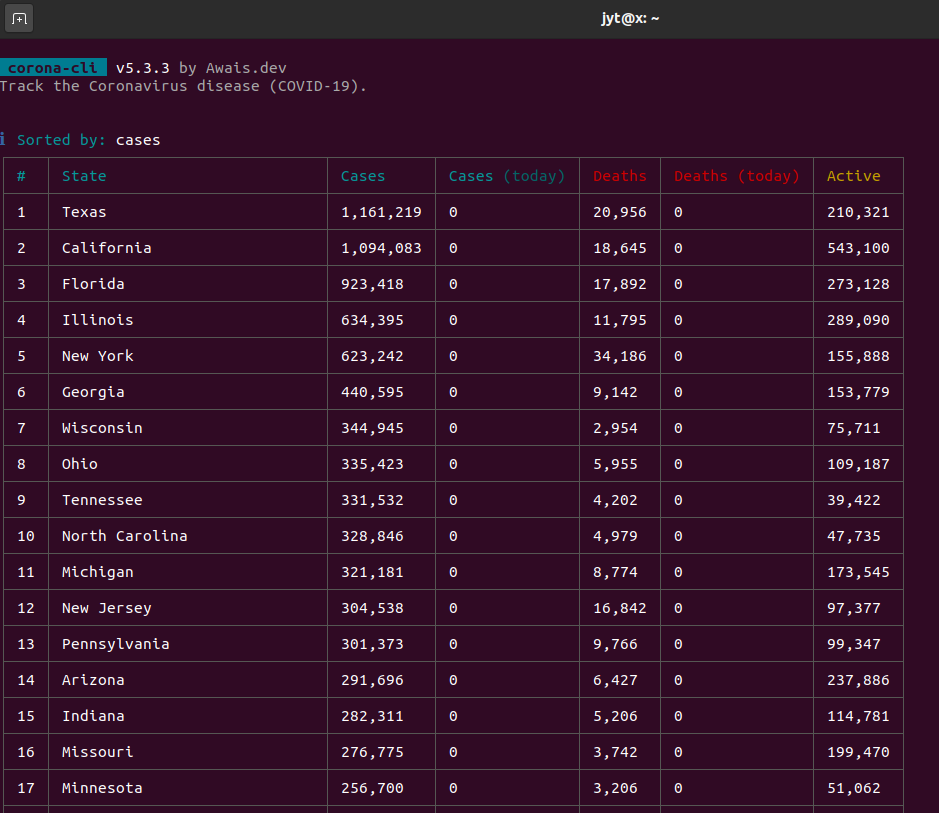 jyt@x: ~
corona-cli v5.3.3 by Awais.dev
Track the Coronavirus disease (COVID-19).
ℹ Sorted by: cases
# State Cases Cases (today) Deaths Deaths (today) Active
1 Texas 1,161,219 0 20,956 0 210,321
2 California 1,094,083 0 18,645 0 543,100
3 Florida 923,418 0 17,892 0 273,128
4 Illinois 634,395 0 11,795 0 289,090
5 New York 623,242 0 34,186 0 155,888
6 Georgia 440,595 0 9,142 0 153,779
7 Wisconsin 344,945 0 2,954 0 75,711
8 Ohio 335,423 0 5,955 0 109,187
9 Tennessee 331,532 0 4,202 0 39,422
10 North Carolina 328,846 0 4,979 0 47,735
11 Michigan 321,181 0 8,774 0 173,545
12 New Jersey 304,538 0 16,842 0 97,377
13 Pennsylvania 301,373 0 9,766 0 99,347
14 Arizona 291,696 0 6,427 0 237,886
15 Indiana 282,311 0 5,206 0 114,781
16 Missouri 276,775 0 3,742 0 199,470
17 Minnesota 256,700 0 3,206 0 51,062